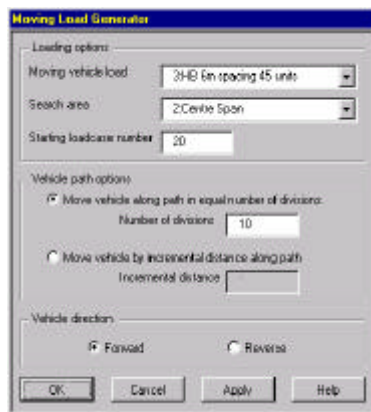 Moving Load Generator
Loading options
Moving vehicle load 3:HB 6m spacing 45 units
Search area 2:Centre Span
Starting loadcase number 20
Vehicle path options
Move vehicle along path in equal number of divisions
Number of divisions 10
Move vehicle by incremental distance along path
Incremental distance
Vehicle direction
Forward Reverse
OK Cancel Apply Help